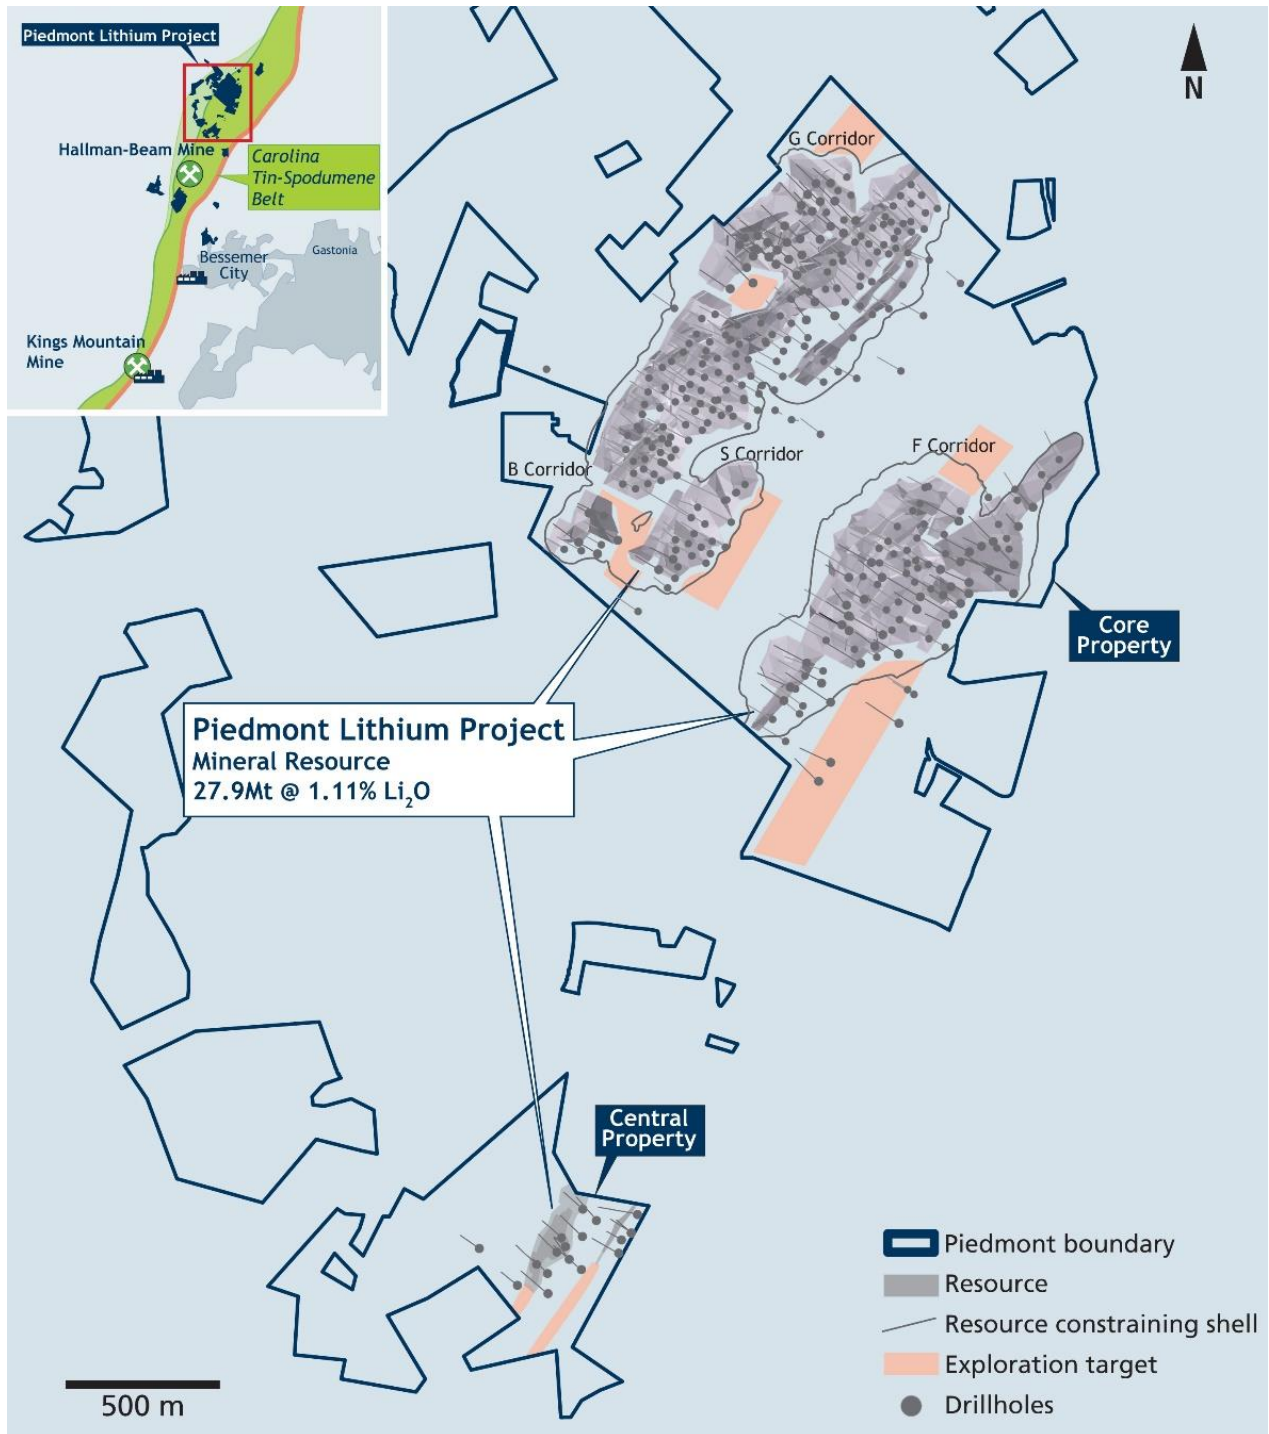 Piedmont Lithium Project
Hallman-Beam Mine
Carolina
Tin-Spodumene
Belt
Bessemer
City
Gastonia
Kings Mountain
Mine
N
G Corridor
B Corridor
S Corridor
F Corridor
Core
Property
Piedmont Lithium Project
Mineral Resource
27.9Mt @ 1.11% Li₂O
Central
Property
Piedmont boundary
Resource
Resource constraining shell
Exploration target
Drillholes
500 m